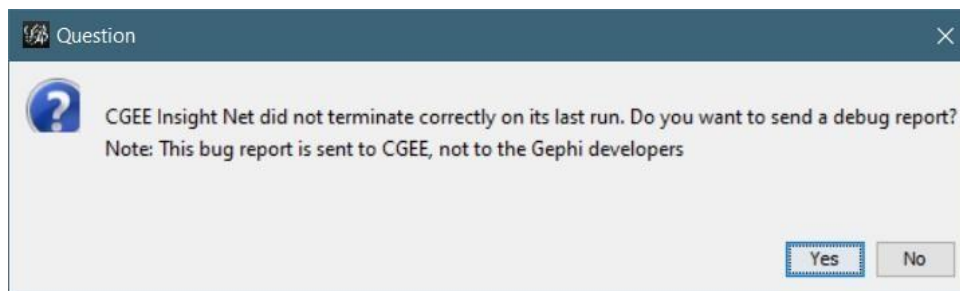 Question
CGEE Insight Net did not terminate correctly on its last run. Do you want to send a debug report?
Note: This bug report is sent to CGEE, not to the Gephi developers
Yes No